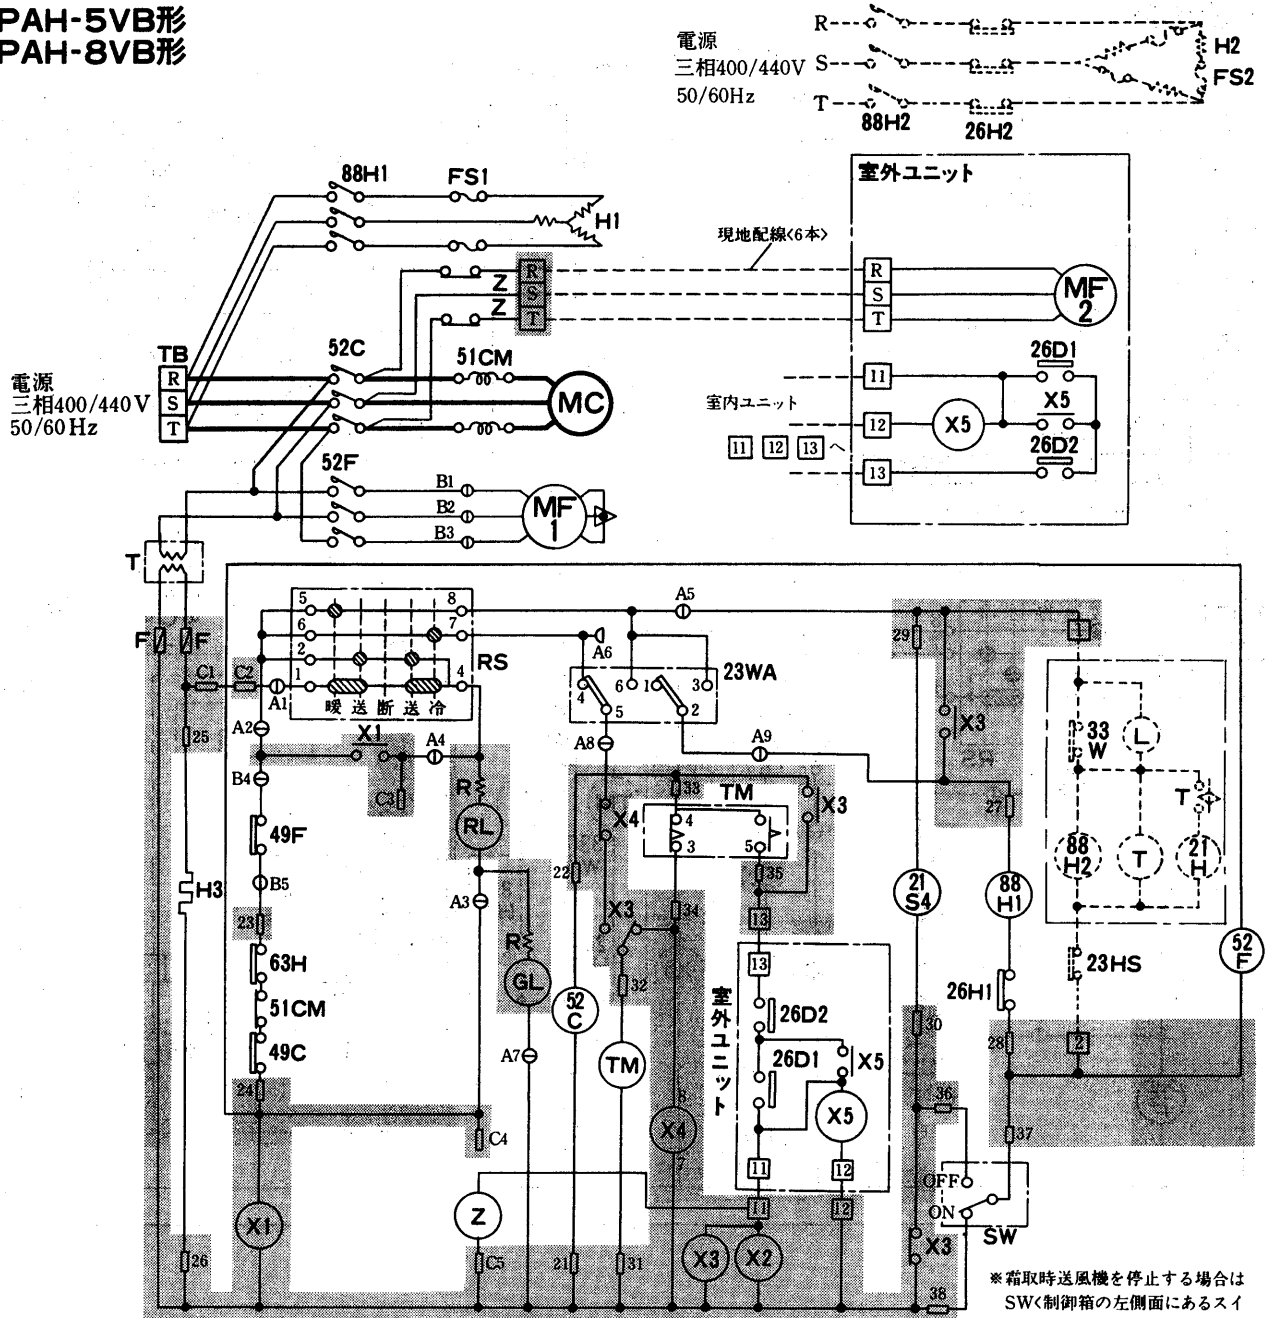 PAH-5VB形
PAH-8VB形
電源
三相400/440V
50/60Hz
R
S
T
88H2
26H2
H2
FS2
88H1
FS1
H1
室外ユニット
現地配線<6本>
R
S
T
Z
Z
R
S
T
MF
2
TB
R
S
T
電源
三相400/440V
50/60Hz
52C
51CM
MC
11
12
13
26D1
X5
X5
26D2
室内ユニット
11 12 13 へ
52F
B1
B2
B3
MF
1
T
F
F
C1
C2
A1
25
5
6
2
1
8
7
4
RS
暖 送 断 送 冷
A5
A6
4
6
1
3
5
2
23WA
A2
X1
A4
C3
B4
49F
B5
23
63H
51CM
49C
24
H3
R
RL
A3
R
GL
A7
A8
A9
X4
33
TM
4
3
5
X3
22
35
34
X3
32
13
52
C
TM
8
X4
7
室外ユニット
13
26D2
26D1
X5
X5
11
12
11
12
29
X3
27
21
S4
88
H1
26H1
30
28
36
37
OFF
ON
SW
X3
38
1
33
W
L
T
88
H2
T
21
H
23HS
2
52
F
C4
Z
C5
21
31
X3
X2
X1
26
※霜取時送風機を停止する場合は
SW<制御箱の左側面にあるスイ